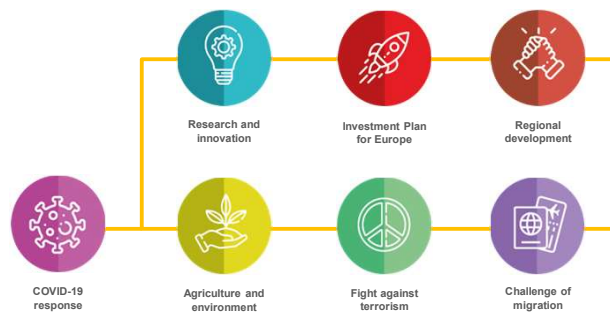 Research and
innovation
Investment Plan
for Europe
Regional
development
COVID-19
response
Agriculture and
environment
Fight against
terrorism
Challenge of
migration